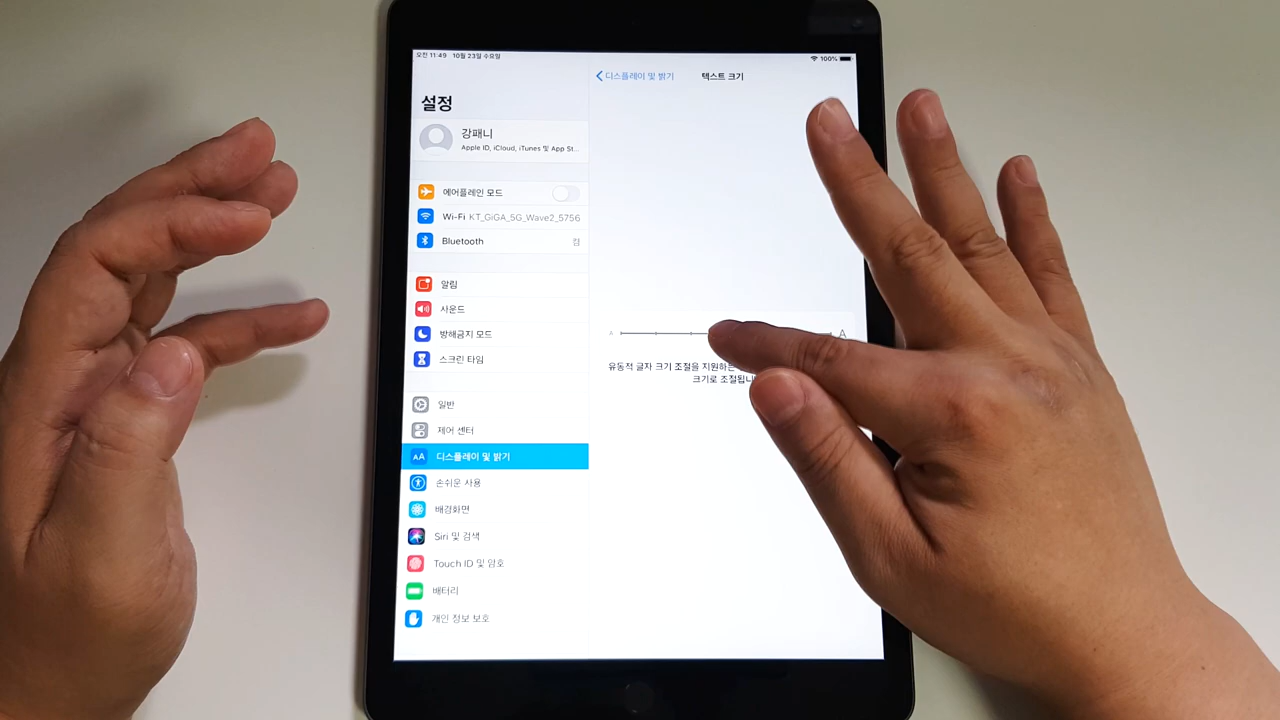 오전 11:49 10월 23일 수요일
100%
설정
강패니
Apple ID, iCloud, iTunes 및 App St...
에어플레인 모드
Wi-Fi KT_GiGA_5G_Wave2_5756
Bluetooth 켬
알림
사운드
방해금지 모드
스크린 타임
일반
제어 센터
AA 디스플레이 및 밝기
손쉬운 사용
배경화면
Siri 및 검색
Touch ID 및 암호
배터리
개인 정보 보호
디스플레이 및 밝기
텍스트 크기
A A
유동적 글자 크기 조절을 지원하는
크기로 조절됩니